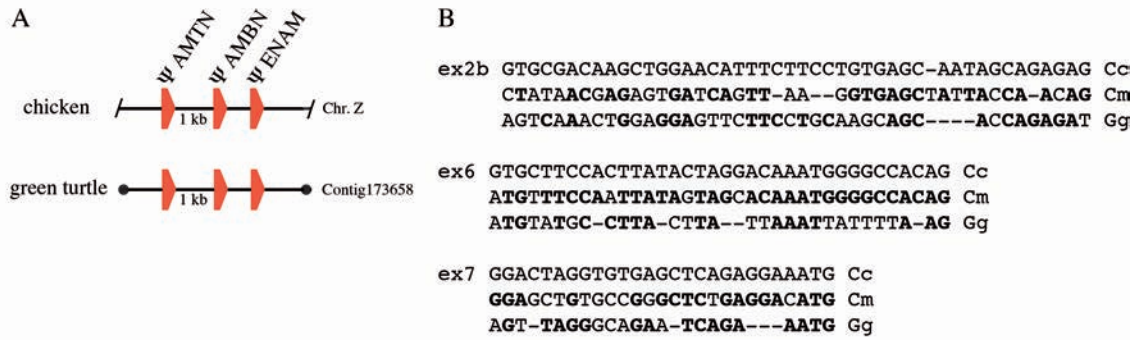 A
B
Ψ AMTN
Ψ AMBN
Ψ ENAM
chicken
1 kb
Chr. Z
green turtle
1 kb
Contig173658
ex2b GTGCGACAAGCTGGAACATTTCTTCCTGTGAGC-AATAGCAGAGAG Cc
CTATAACGAGAGTGATCAGTT-AA--GGTGAGCTATTACCA-ACAG Cm
AGTCAAACTGGAGGAGTTCTTCCTGCAAGCAGC----ACCAGAGAT Gg
ex6 GTGCTTCCACTTATACTAGGACAAATGGGGCCACAG Cc
ATGTTTCCAATTATAGTAGCACAAATGGGGCCACAG Cm
ATGTATGC-CTTA-CTTA--TTAAATTATTTTA-AG Gg
ex7 GGACTAGGTGTGAGCTCAGAGGAAATG Cc
GGAGCTGTGCCGGGCTCTGAGGACATG Cm
AGT-TAGGGCAGAA-TCAGA---AATG Gg